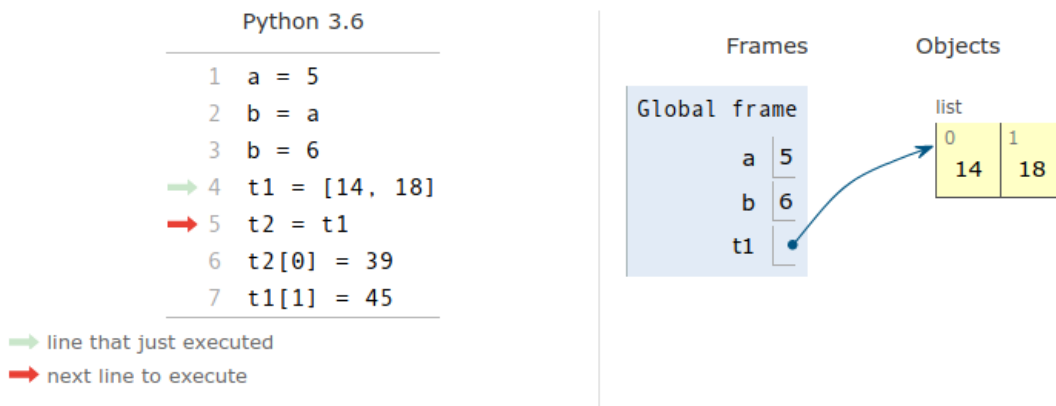 Python 3.6
1 a = 5
2 b = a
3 b = 6
4 t1 = [14, 18]
5 t2 = t1
6 t2[0] = 39
7 t1[1] = 45
line that just executed
next line to execute
Frames
Objects
Global frame
a 5
b 6
t1
list
0 1
14 18